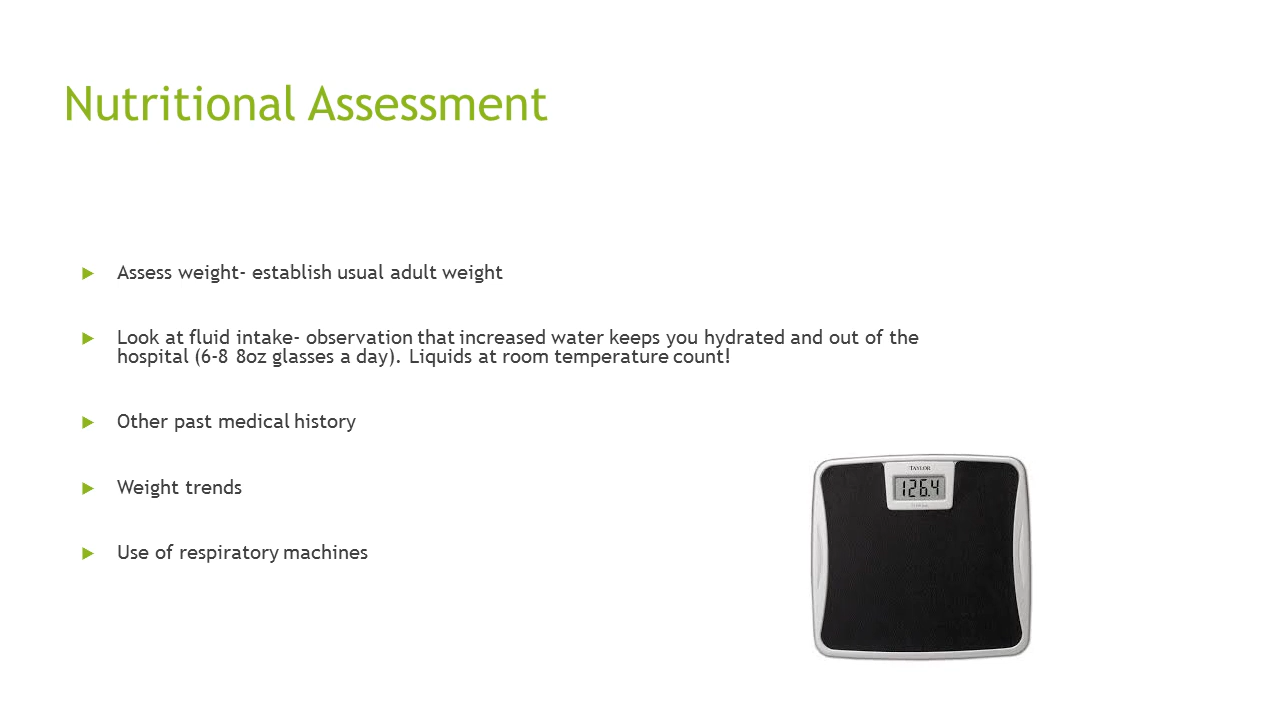 Nutritional Assessment
Assess weight- establish usual adult weight
Look at fluid intake- observation that increased water keeps you hydrated and out of the
hospital (6-8 8oz glasses a day). Liquids at room temperature count!
Other past medical history
Weight trends
Use of respiratory machines
TAYLOR
126.4